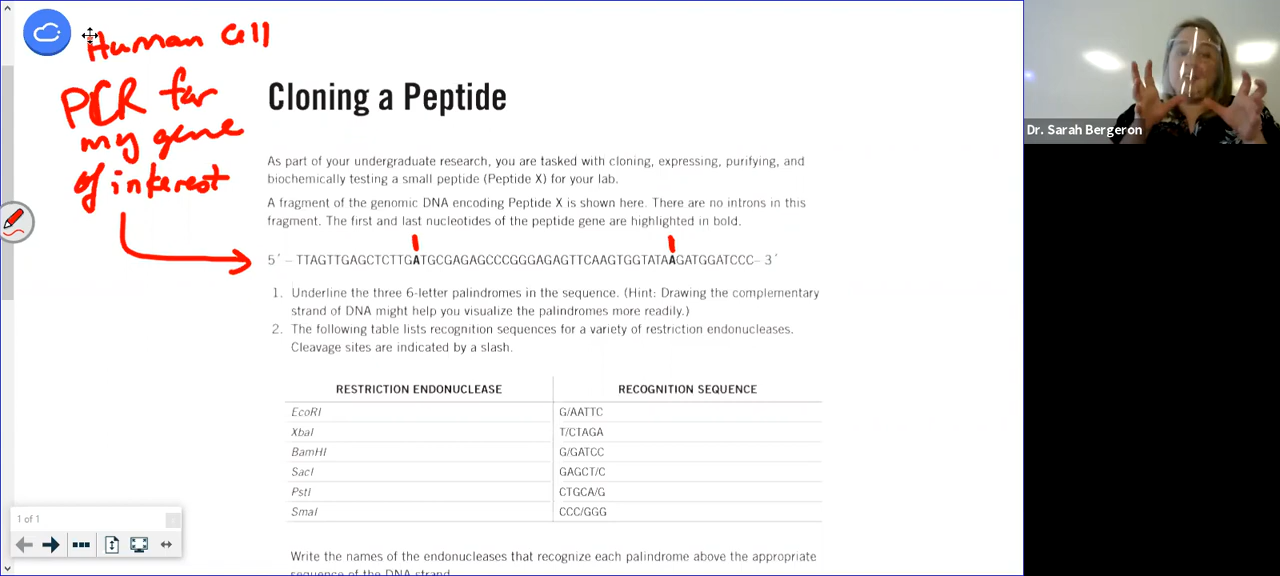 Human Cell
PCR for
my gene
of interest
Cloning a Peptide
Dr. Sarah Bergeron
As part of your undergraduate research, you are tasked with cloning, expressing, purifying, and
biochemically testing a small peptide (Peptide X) for your lab.
A fragment of the genomic DNA encoding Peptide X is shown here. There are no introns in this
fragment. The first and last nucleotides of the peptide gene are highlighted in bold.
5´ – TTAGTTGAGCTCTTGATGCGAGAGCCCGGGAGAGTTCAAGTGGTATAAGATGGATCCC– 3´
1. Underline the three 6-letter palindromes in the sequence. (Hint: Drawing the complementary
strand of DNA might help you visualize the palindromes more readily.)
2. The following table lists recognition sequences for a variety of restriction endonucleases.
Cleavage sites are indicated by a slash.
RESTRICTION ENDONUCLEASE RECOGNITION SEQUENCE
EcoRI G/AATTC
XbaI T/CTAGA
BamHI G/GATCC
SacI GAGCT/C
PstI CTGCA/G
SmaI CCC/GGG
Write the names of the endonucleases that recognize each palindrome above the appropriate
sequence of the DNA strand.
1 of 1